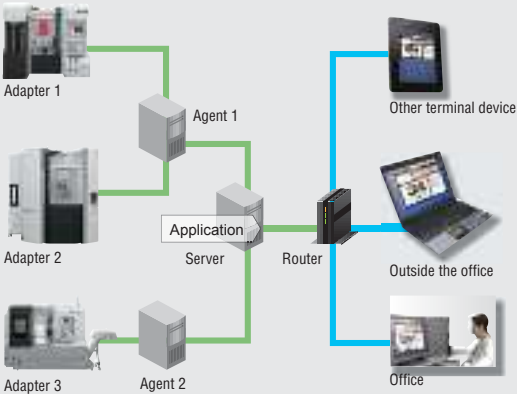 Adapter 1
Agent 1
Other terminal device
Adapter 2
Application
Server
Router
Outside the office
Adapter 3
Agent 2
Office